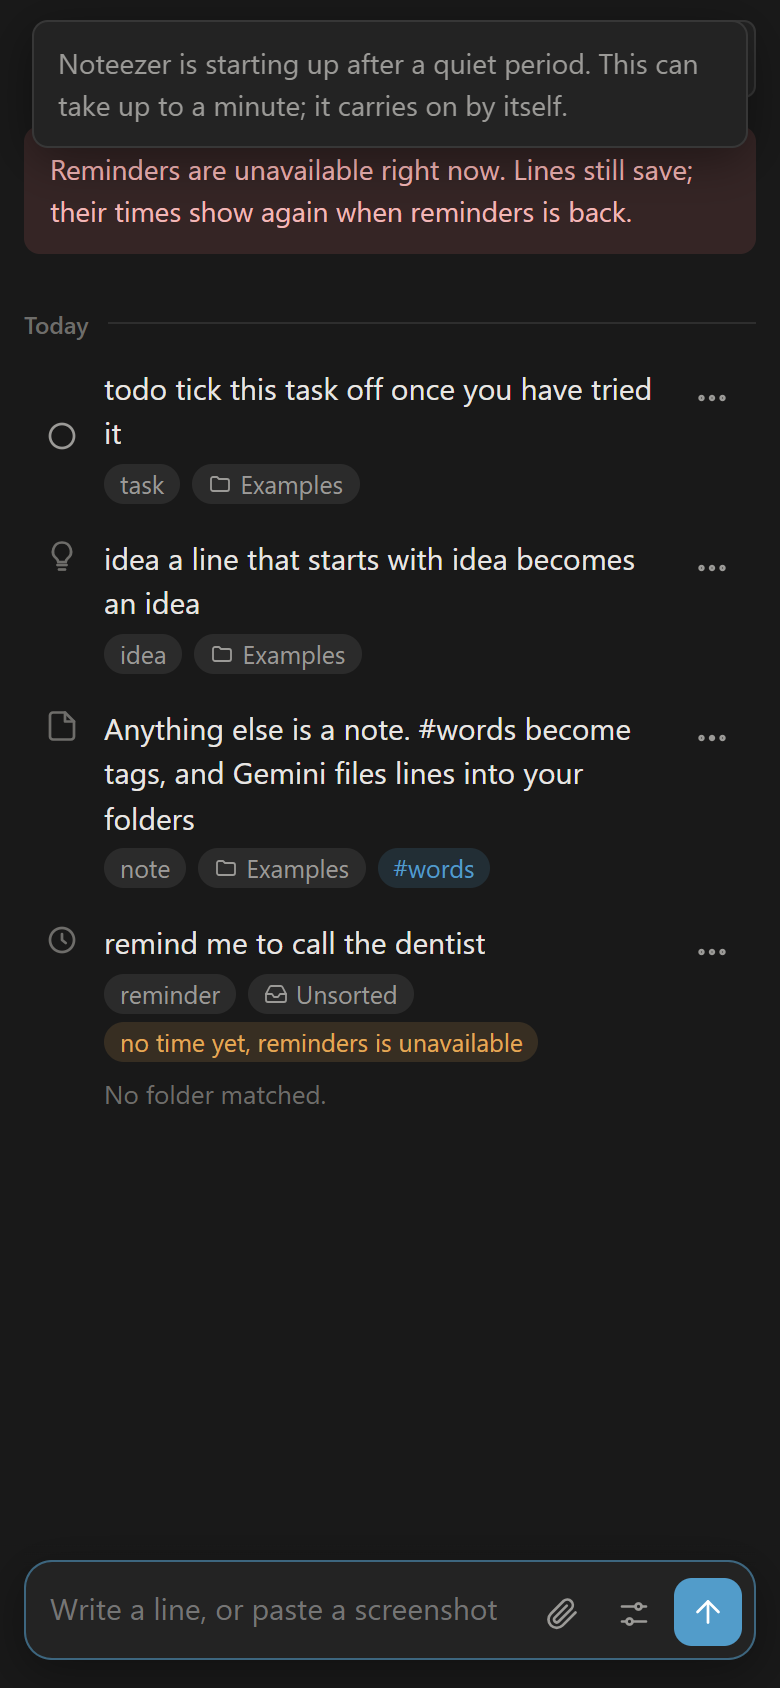 Noteezer is starting up after a quiet period. This can
take up to a minute; it carries on by itself.
Reminders are unavailable right now. Lines still save;
their times show again when reminders is back.
Today
todo tick this task off once you have tried
it
task Examples
idea a line that starts with idea becomes
an idea
idea Examples
Anything else is a note. #words become
tags, and Gemini files lines into your
folders
note Examples #words
remind me to call the dentist
reminder Unsorted
no time yet, reminders is unavailable
No folder matched.
Write a line, or paste a screenshot